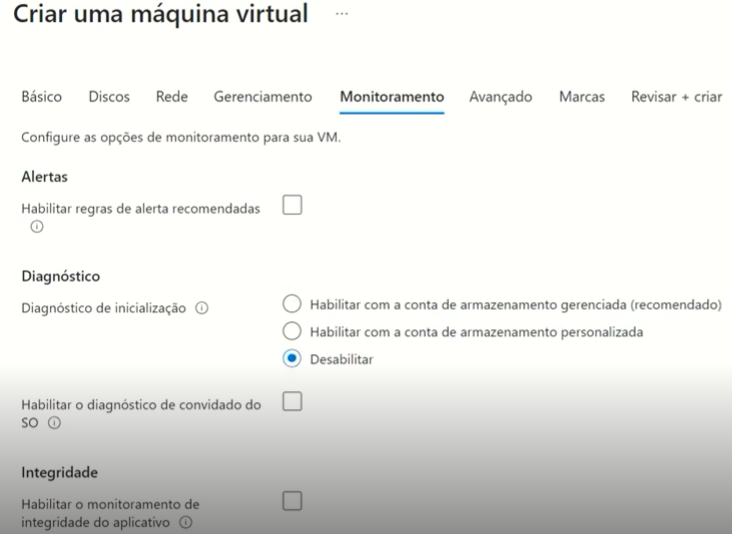 Criar uma máquina virtual ...
Básico Discos Rede Gerenciamento Monitoramento Avançado Marcas Revisar + criar
Configure as opções de monitoramento para sua VM.
Alertas
Habilitar regras de alerta recomendadas
Diagnóstico
Diagnóstico de inicialização
Habilitar com a conta de armazenamento gerenciada (recomendado)
Habilitar com a conta de armazenamento personalizada
Desabilitar
Habilitar o diagnóstico de convidado do
SO
Integridade
Habilitar o monitoramento de
integridade do aplicativo